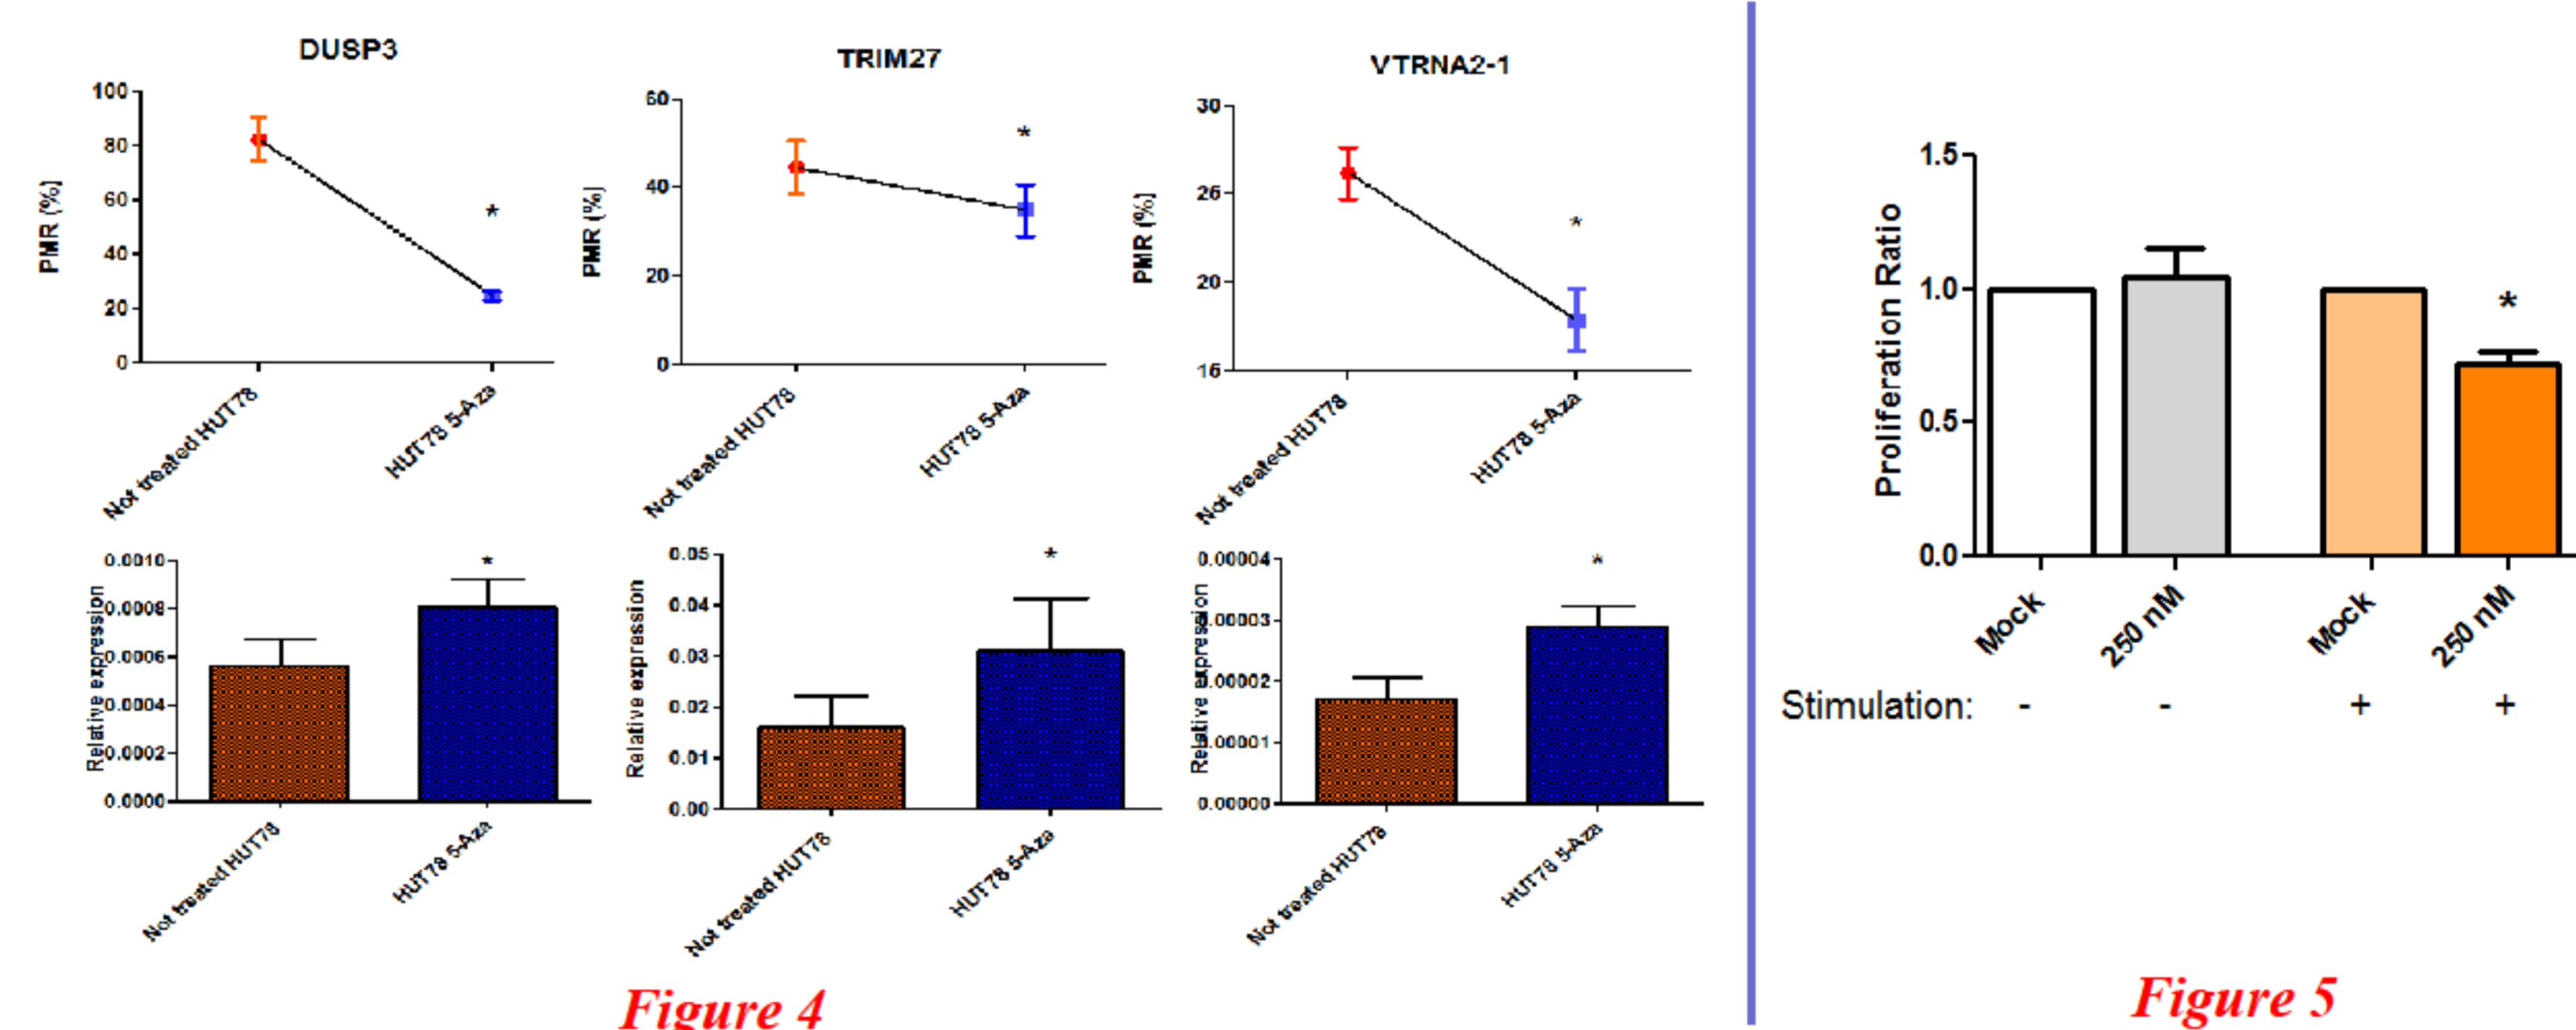 DUSP3
100
80
60
40
20
0
PMR (%)
*
Not treated HUT78
HUT78 5-Aza
TRIM27
60
40
20
0
PMR (%)
*
Not treated HUT78
HUT78 5-Aza
VTRNA2-1
30
25
20
15
PMR (%)
*
Not treated HUT78
HUT78 5-Aza
0.0010
0.0008
0.0006
0.0004
0.0002
0.0000
Relative expression
*
Not treated HUT78
HUT78 5-Aza
0.05
0.04
0.03
0.02
0.01
0.00
Relative expression
*
Not treated HUT78
HUT78 5-Aza
0.00004
0.00003
0.00002
0.00001
0.00000
Relative expression
*
Not treated HUT78
HUT78 5-Aza
Figure 4
1.5
1.0
0.5
0.0
Proliferation Ratio
*
Mock
250 nM
Mock
250 nM
Stimulation: - - + +
Figure 5